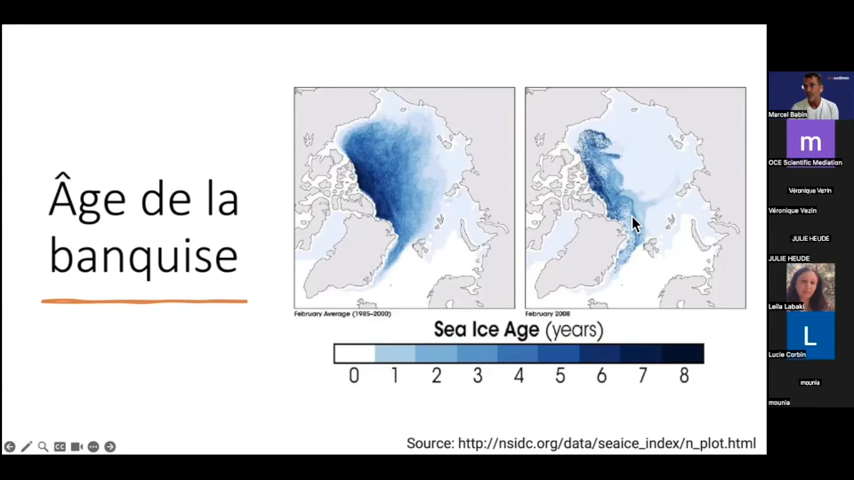 Âge de la
banquise
February Average (1985-2000)
February 2008
Sea Ice Age (years)
0 1 2 3 4 5 6 7 8
Source: http://nsidc.org/data/seaice_index/n_plot.html
CC
Marcel Babin
m
OCE Scientific Mediation
Véronique Vezin
Véronique Vezin
JULIE HEUDE
JULIE HEUDE
Leila Labaki
L
Lucie Corbin
mounia
mounia